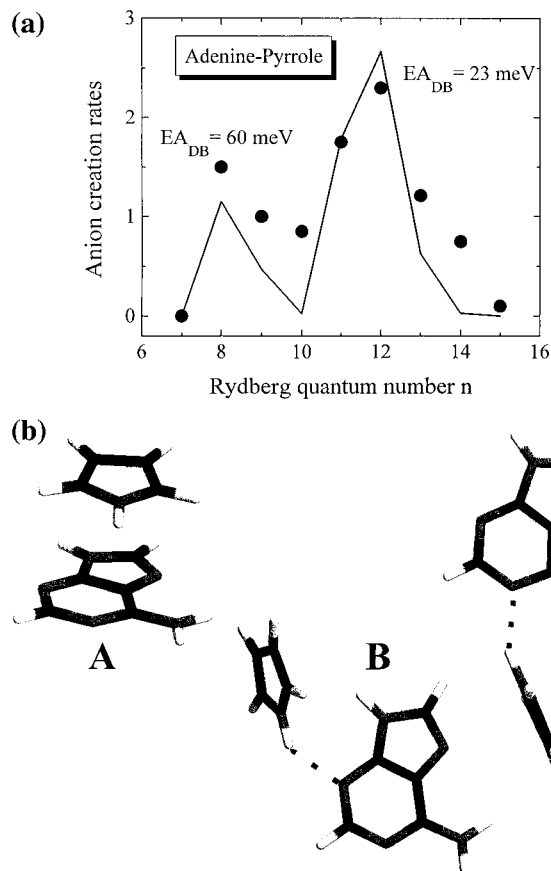 (a)
3
2
1
0
Anion creation rates
Adenine-Pyrrole
EA_DB = 60 meV
EA_DB = 23 meV
6 8 10 12 14 16
Rydberg quantum number n
(b)
A
B